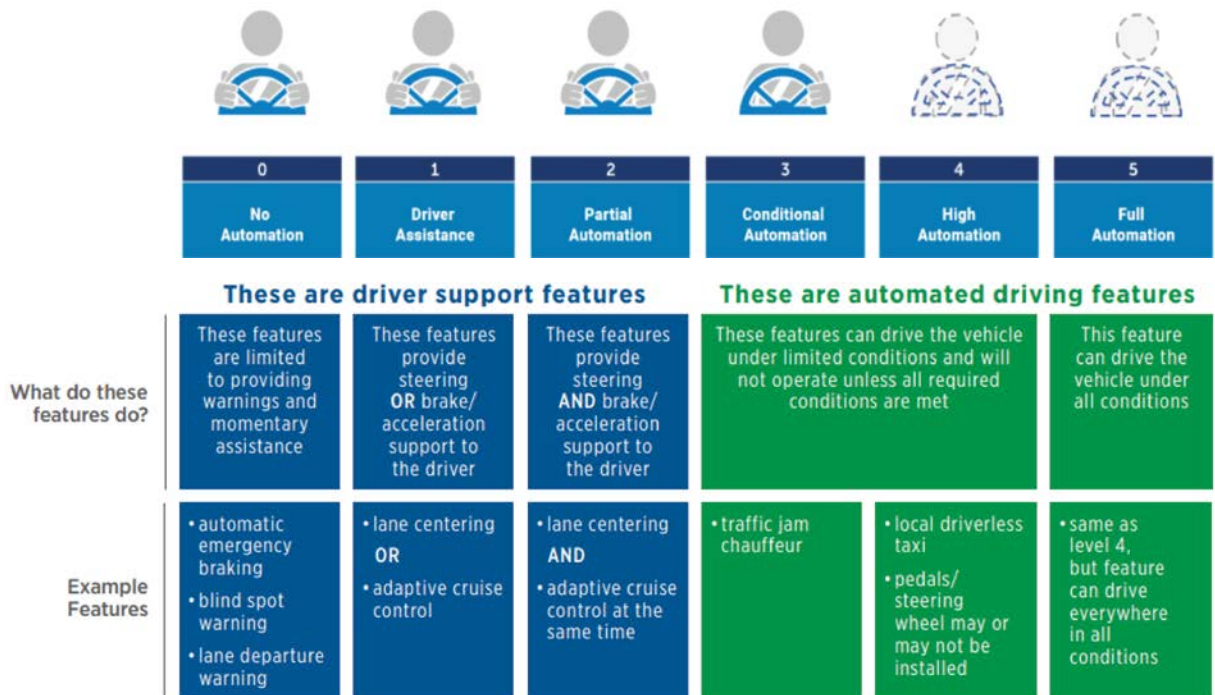 0
No
Automation
1
Driver
Assistance
2
Partial
Automation
3
Conditional
Automation
4
High
Automation
5
Full
Automation
These are driver support features
These are automated driving features
What do these
features do?
These features
are limited
to providing
warnings and
momentary
assistance
These features
provide
steering
OR brake/
acceleration
support to
the driver
These features
provide
steering
AND brake/
acceleration
support to
the driver
These features can drive the vehicle
under limited conditions and will
not operate unless all required
conditions are met
This feature
can drive the
vehicle under
all conditions
Example
Features
• automatic
emergency
braking
• blind spot
warning
• lane departure
warning
• lane centering
OR
• adaptive cruise
control
• lane centering
AND
• adaptive cruise
control at the
same time
• traffic jam
chauffeur
• local driverless
taxi
• pedals/
steering
wheel may or
may not be
installed
• same as
level 4,
but feature
can drive
everywhere
in all
conditions